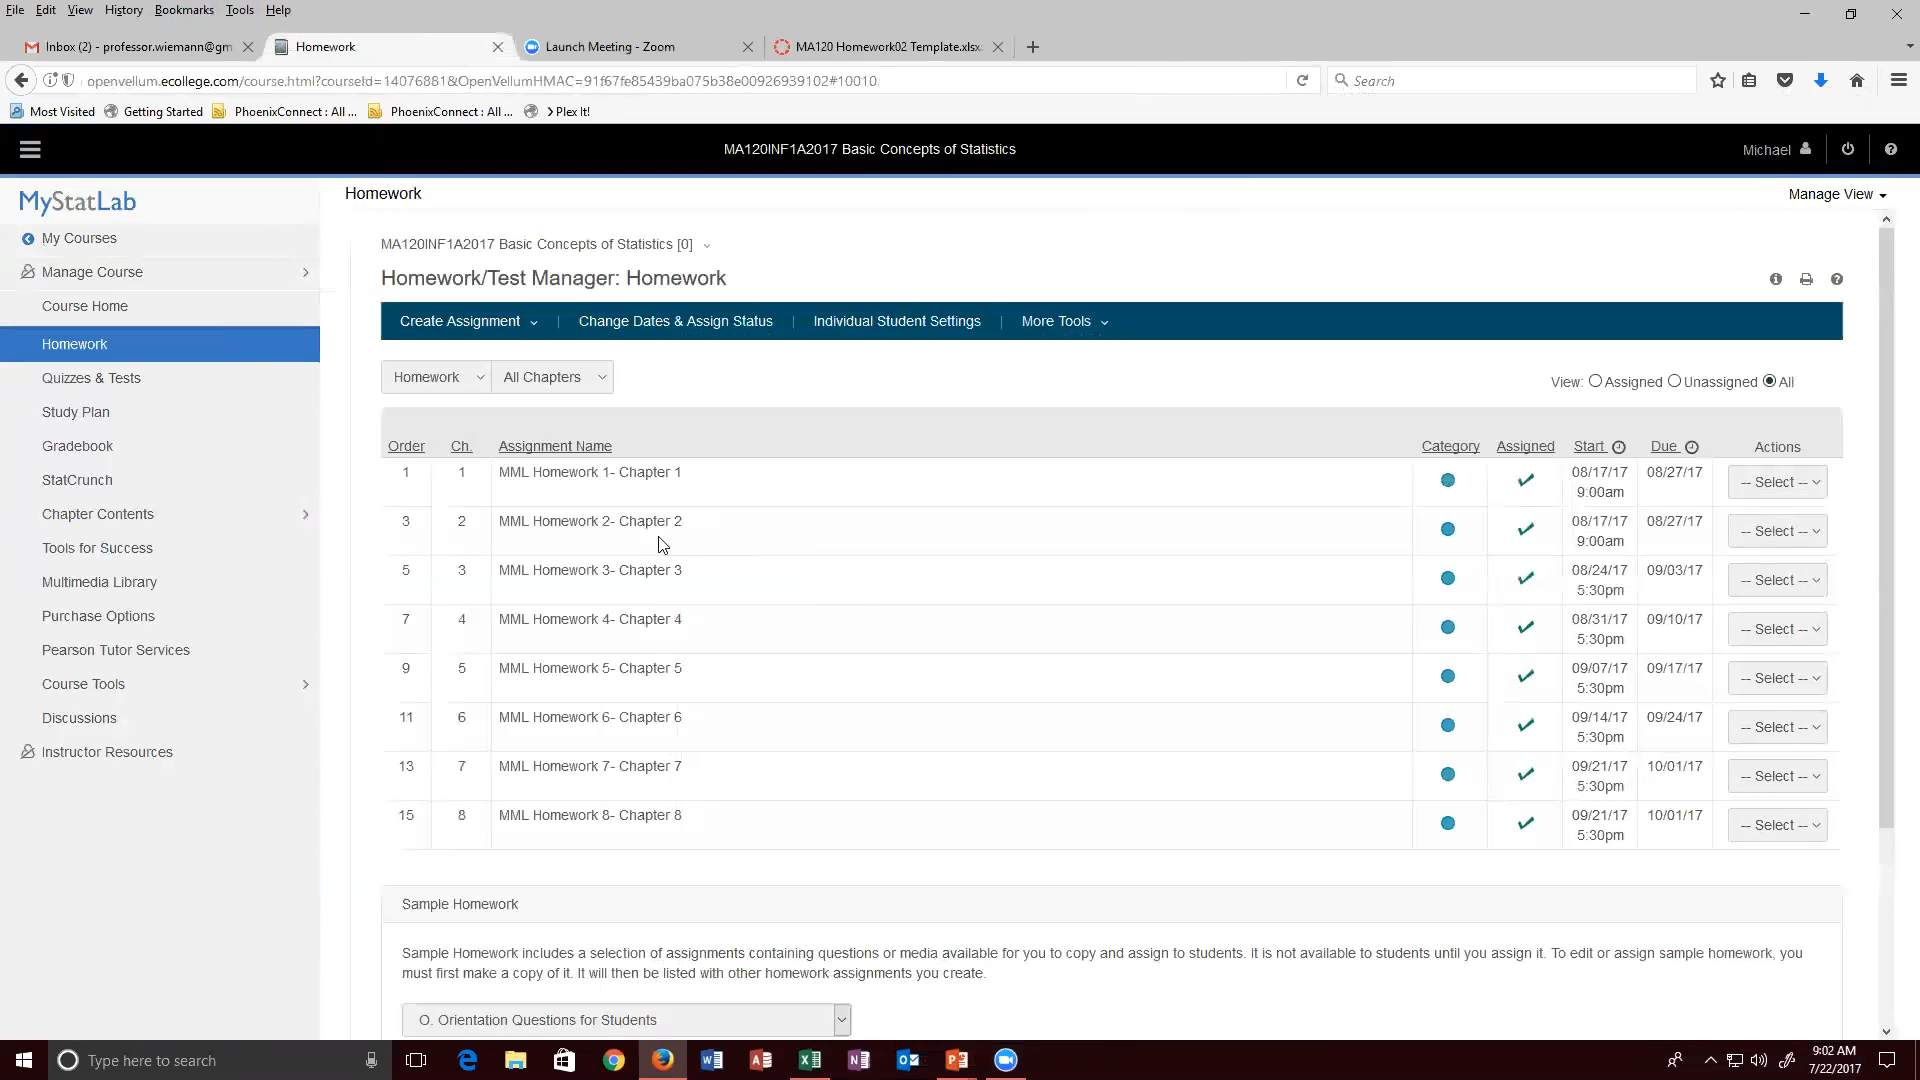 File Edit View History Bookmarks Tools Help
Inbox (2) - professor.wiemann@gm
Homework
Launch Meeting - Zoom
MA120 Homework02 Template.xlsx
openvellum.ecollege.com/course.html?courseId=14076881&OpenVellumHMAC=91f67fe85439ba075b38e00926939102#10010
Search
Most Visited Getting Started PhoenixConnect : All ... PhoenixConnect : All ... > Plex It!
MA120INF1A2017 Basic Concepts of Statistics
Michael
MyStatLab
My Courses
Manage Course
Course Home
Homework
Quizzes & Tests
Study Plan
Gradebook
StatCrunch
Chapter Contents
Tools for Success
Multimedia Library
Purchase Options
Pearson Tutor Services
Course Tools
Discussions
Instructor Resources
Homework
Manage View
MA120INF1A2017 Basic Concepts of Statistics [0]
Homework/Test Manager: Homework
Create Assignment | Change Dates & Assign Status | Individual Student Settings | More Tools
Homework All Chapters
View: Assigned Unassigned All
Order Ch. Assignment Name Category Assigned Start Due Actions
1 1 MML Homework 1- Chapter 1 08/17/17 08/27/17 -- Select --
9:00am
3 2 MML Homework 2- Chapter 2 08/17/17 08/27/17 -- Select --
9:00am
5 3 MML Homework 3- Chapter 3 08/24/17 09/03/17 -- Select --
5:30pm
7 4 MML Homework 4- Chapter 4 08/31/17 09/10/17 -- Select --
5:30pm
9 5 MML Homework 5- Chapter 5 09/07/17 09/17/17 -- Select --
5:30pm
11 6 MML Homework 6- Chapter 6 09/14/17 09/24/17 -- Select --
5:30pm
13 7 MML Homework 7- Chapter 7 09/21/17 10/01/17 -- Select --
5:30pm
15 8 MML Homework 8- Chapter 8 09/21/17 10/01/17 -- Select --
5:30pm
Sample Homework
Sample Homework includes a selection of assignments containing questions or media available for you to copy and assign to students. It is not available to students until you assign it. To edit or assign sample homework, you
must first make a copy of it. It will then be listed with other homework assignments you create.
O. Orientation Questions for Students
Type here to search
9:02 AM
7/22/2017